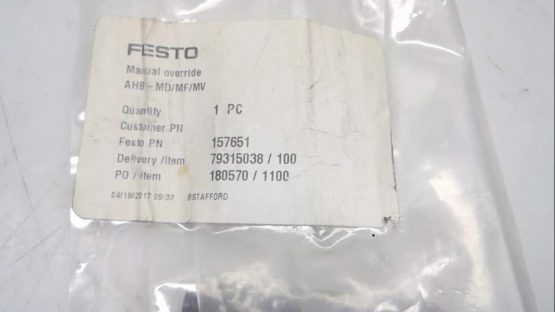 FESTO
Manual override
AHB - MD/MF/MV
Quantity 1 PC
Customer PN
Festo PN 157651
Delivery /item 79315038 / 100
PO /item 180570 / 1100
04/19/2017 09:33 BSTAFFORD